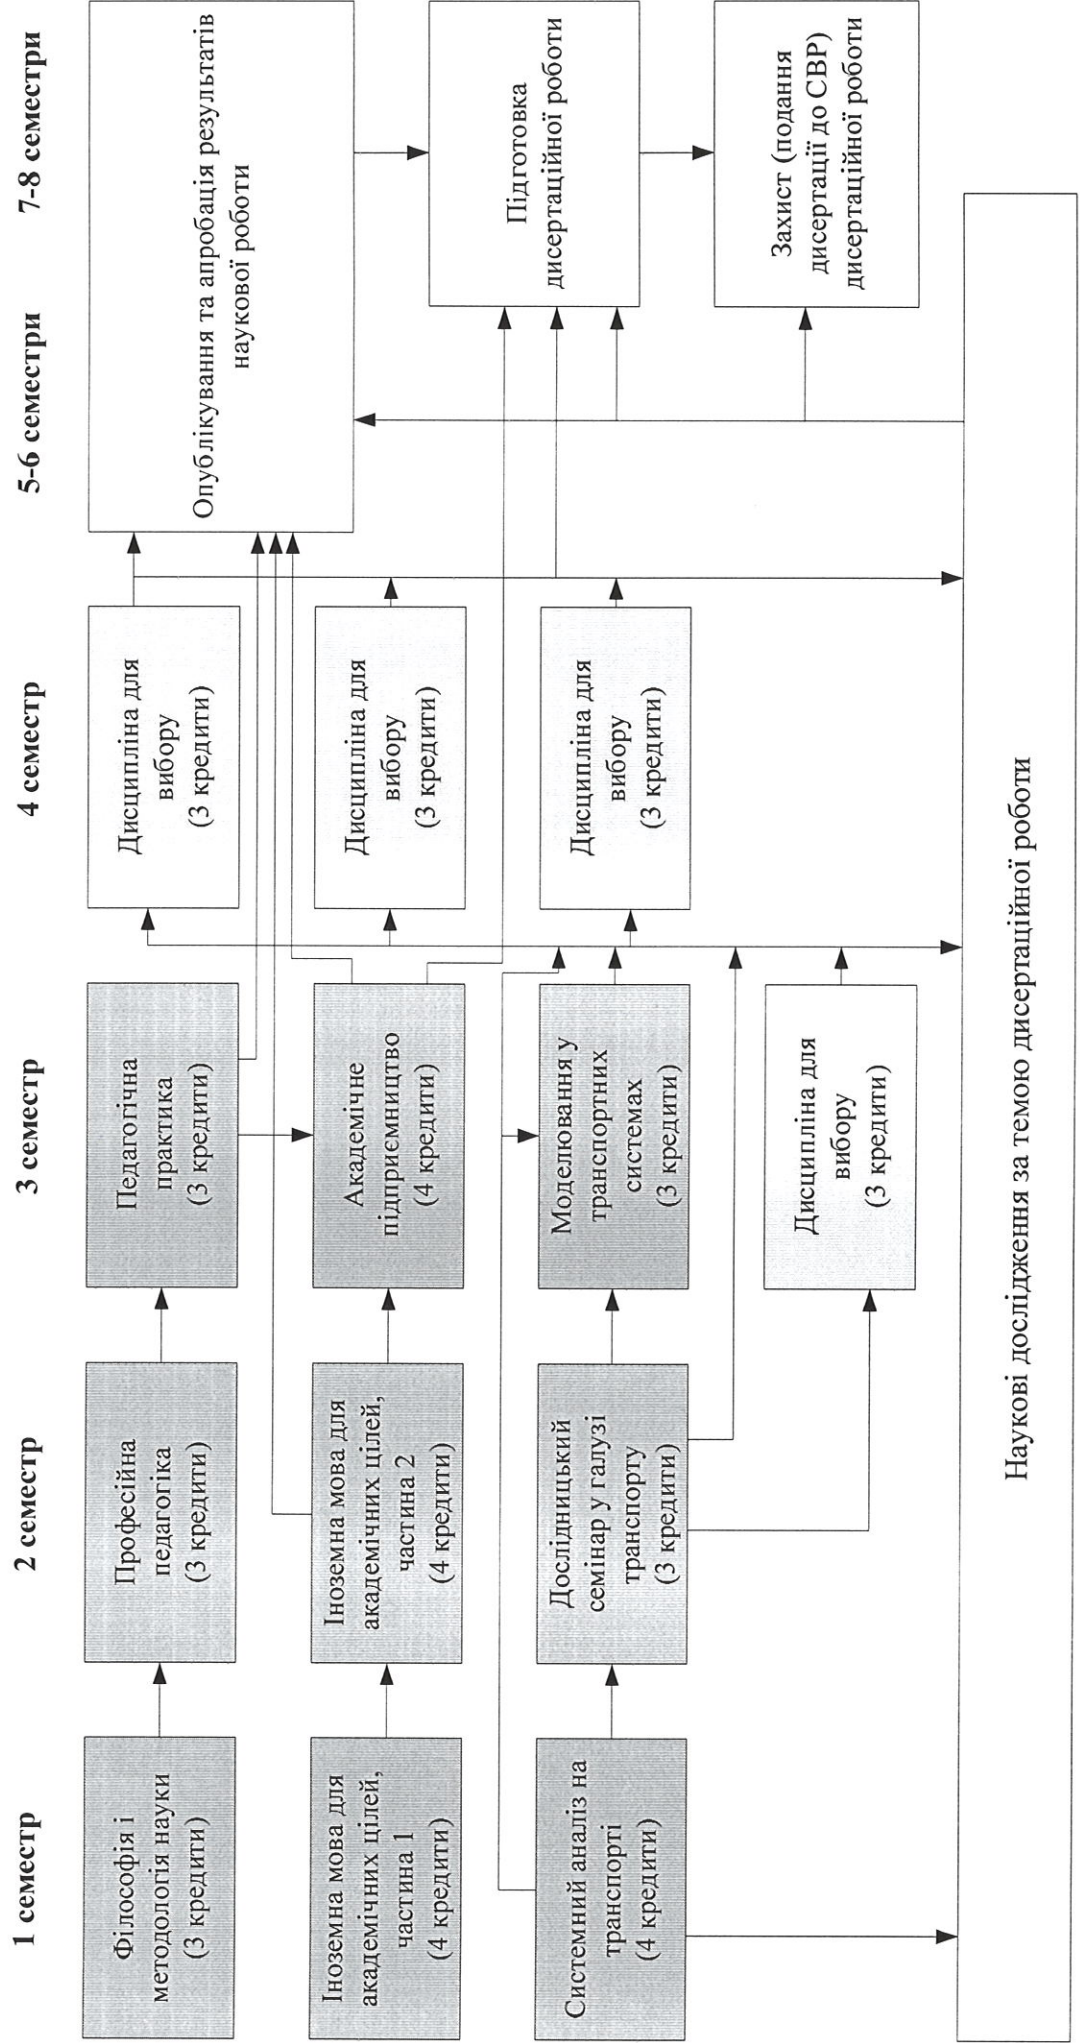 1 семестр
2 семестр
3 семестр
4 семестр
5-6 семестри
7-8 семестри
Філософія і
методологія науки
(3 кредити)
Професійна
педагогіка
(3 кредити)
Педагогічна
практика
(3 кредити)
Дисципліна для
вибору
(3 кредити)
Опублікування та апробація результатів
наукової роботи
Іноземна мова для
академічних цілей,
частина 1
(4 кредити)
Іноземна мова для
академічних цілей,
частина 2
(4 кредити)
Академічне
підприємництво
(4 кредити)
Дисципліна для
вибору
(3 кредити)
Підготовка
дисертаційної роботи
Системний аналіз на
транспорті
(4 кредити)
Дослідницький
семінар у галузі
транспорту
(3 кредити)
Моделювання у
транспортних
системах
(3 кредити)
Дисципліна для
вибору
(3 кредити)
Захист (подання
дисертації до СВР)
дисертаційної роботи
Дисципліна для
вибору
(3 кредити)
Наукові дослідження за темою дисертаційної роботи